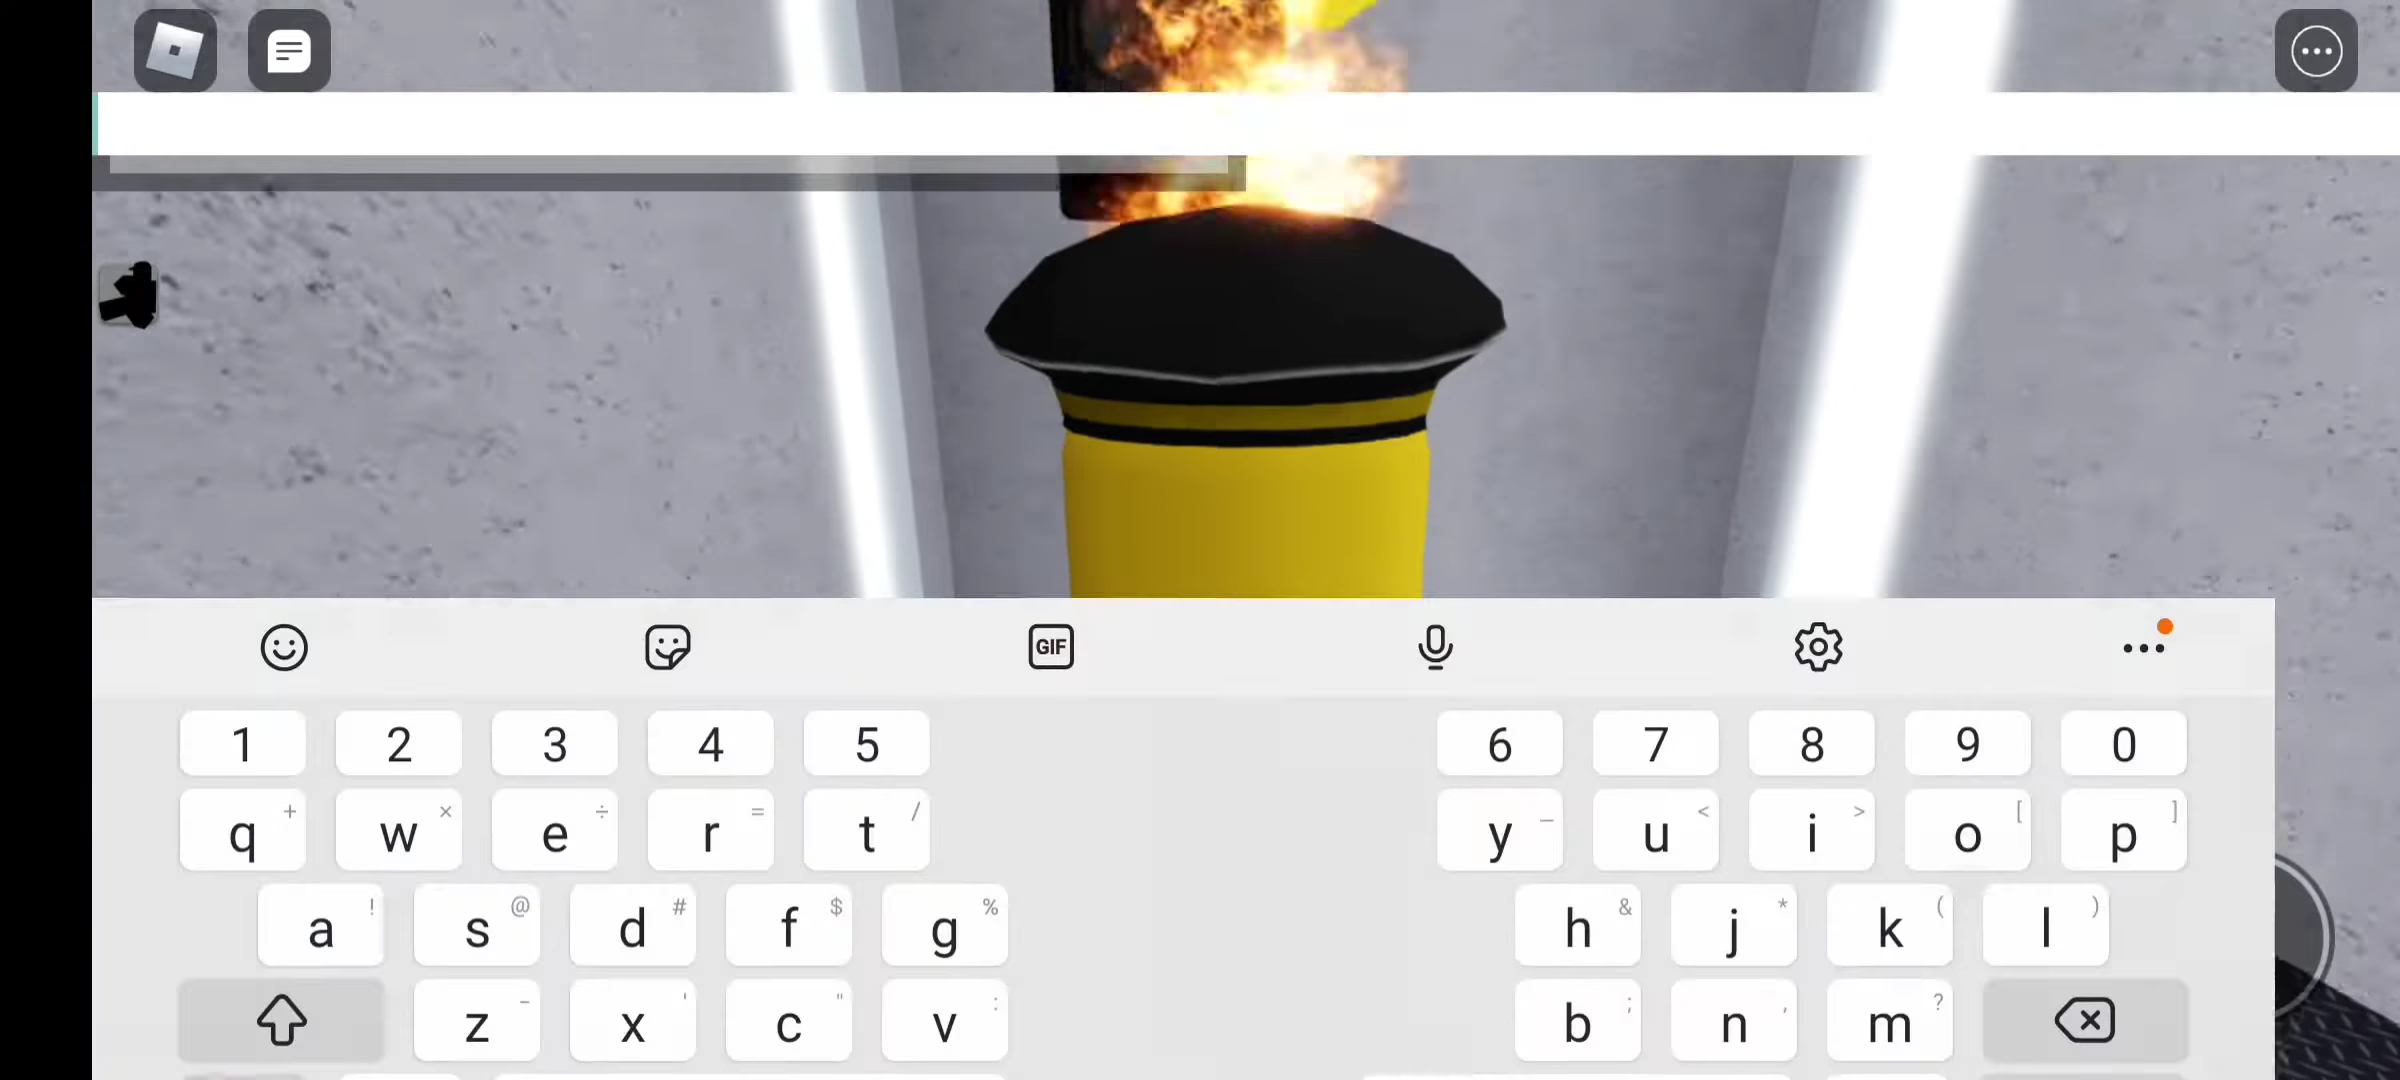 GIF
1 2 3 4 5 6 7 8 9 0
q + w × e ÷ r = t / y _ u < i > o [ p ]
a ! s @ d # f $ g % h & j * k ( l )
z - x ' c " v : b ; n , m ?